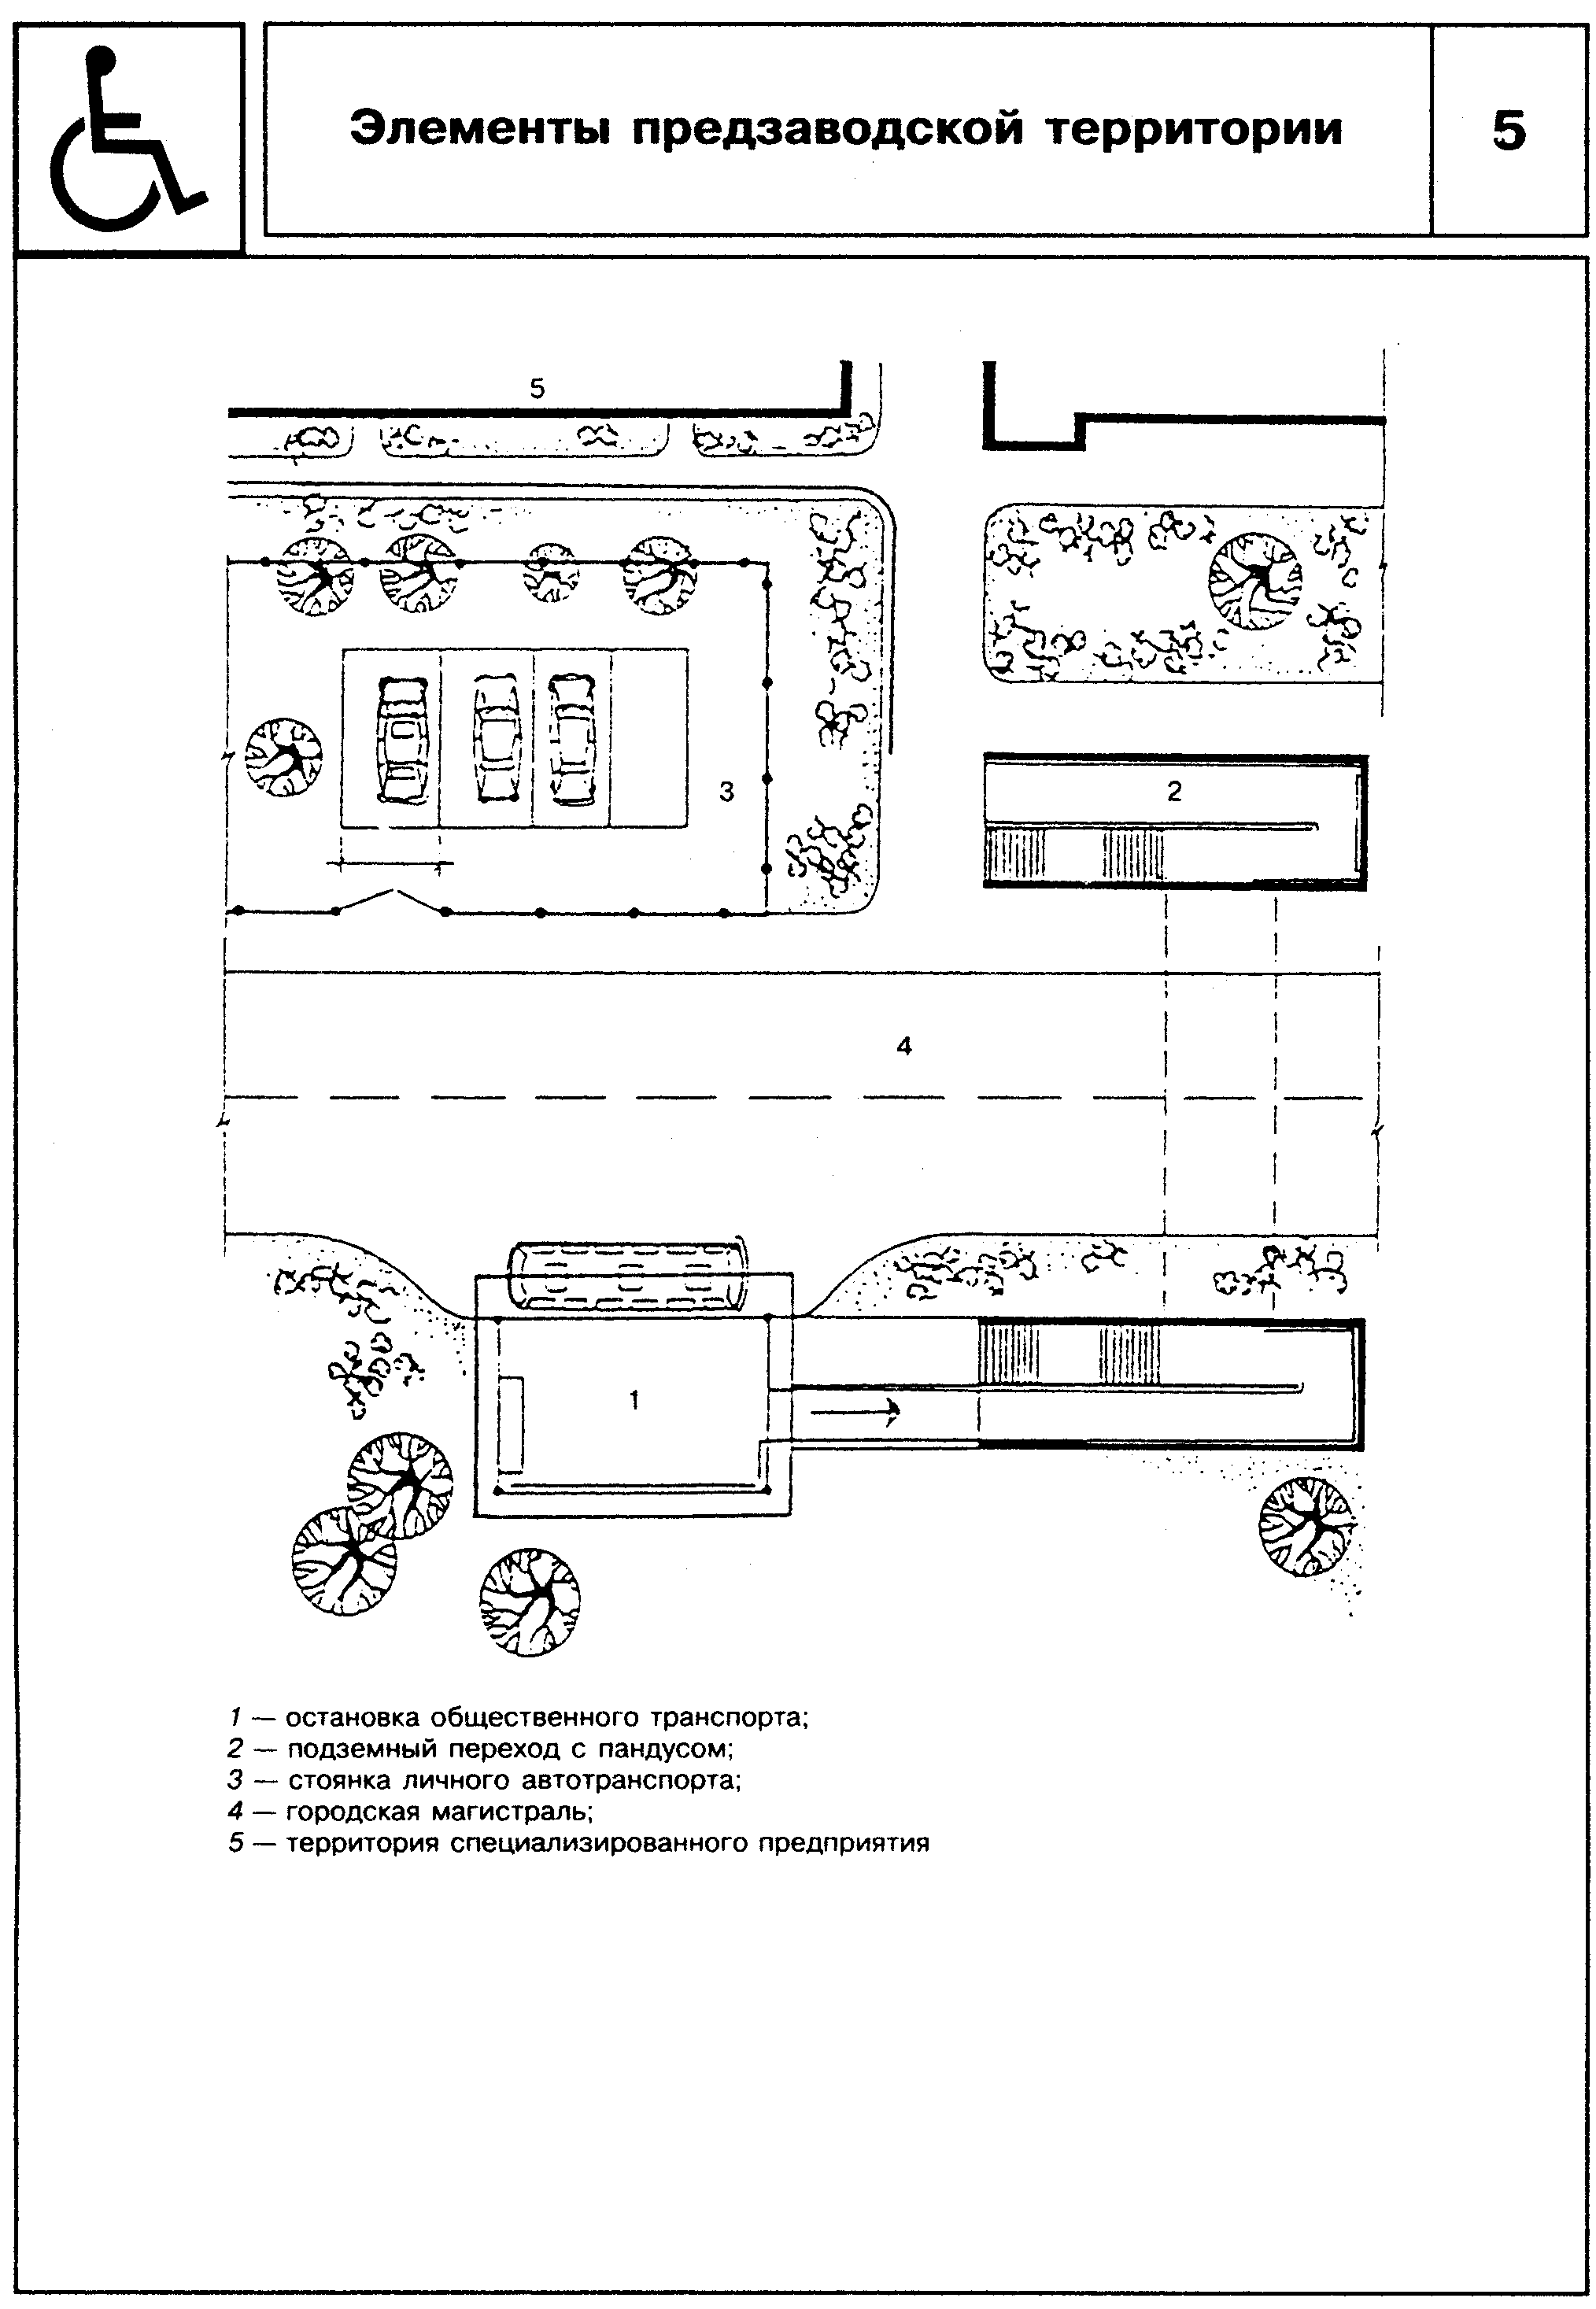 Элементы предзаводской территории
5
5
3
2
4
1
1 — остановка общественного транспорта;
2 — подземный переход с пандусом;
3 — стоянка личного автотранспорта;
4 — городская магистраль;
5 — территория специализированного предприятия